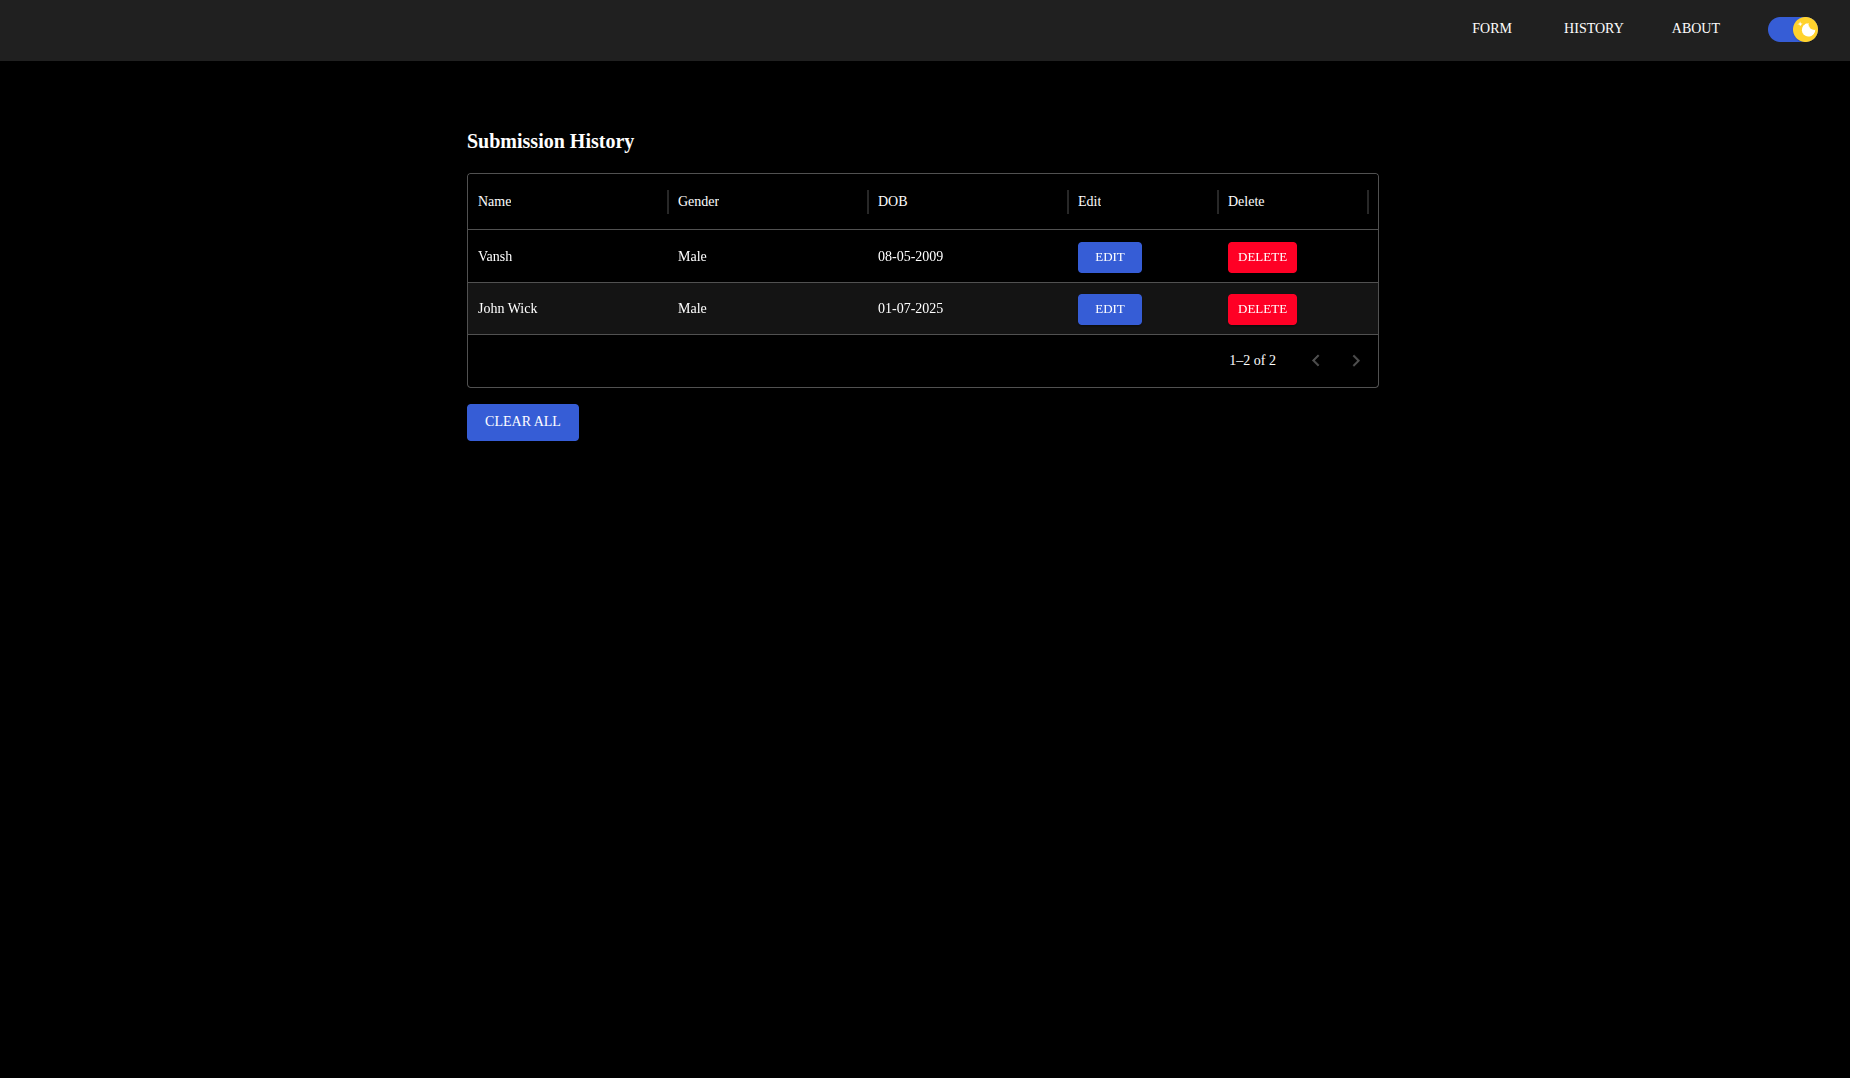 FORM HISTORY ABOUT
Submission History
Name Gender DOB Edit Delete
Vansh Male 08-05-2009 EDIT DELETE
John Wick Male 01-07-2025 EDIT DELETE
1–2 of 2
CLEAR ALL